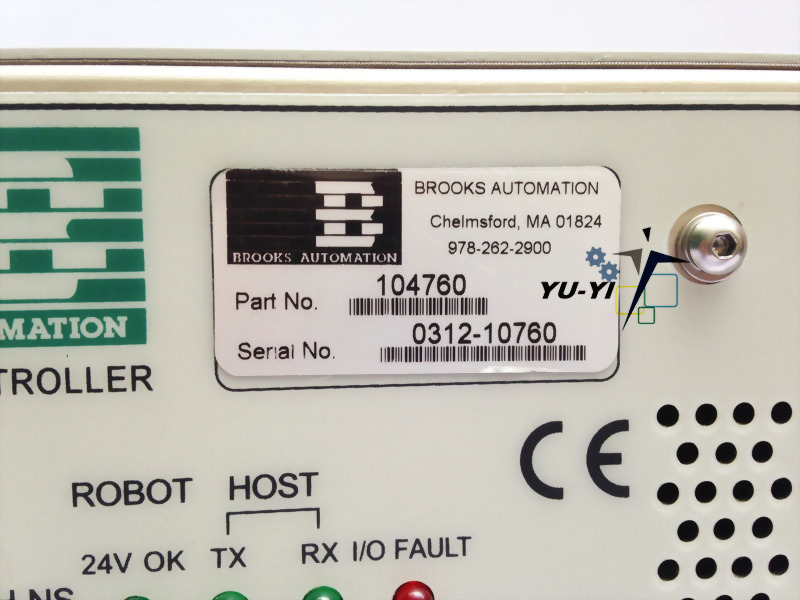 BROOKS AUTOMATION
Chelmsford, MA 01824
978-262-2900
BROOKS AUTOMATION
Part No. 104760
Serial No. 0312-10760
YU-YI
MATION
TROLLER
CE
ROBOT HOST
24V OK TX RX I/O FAULT